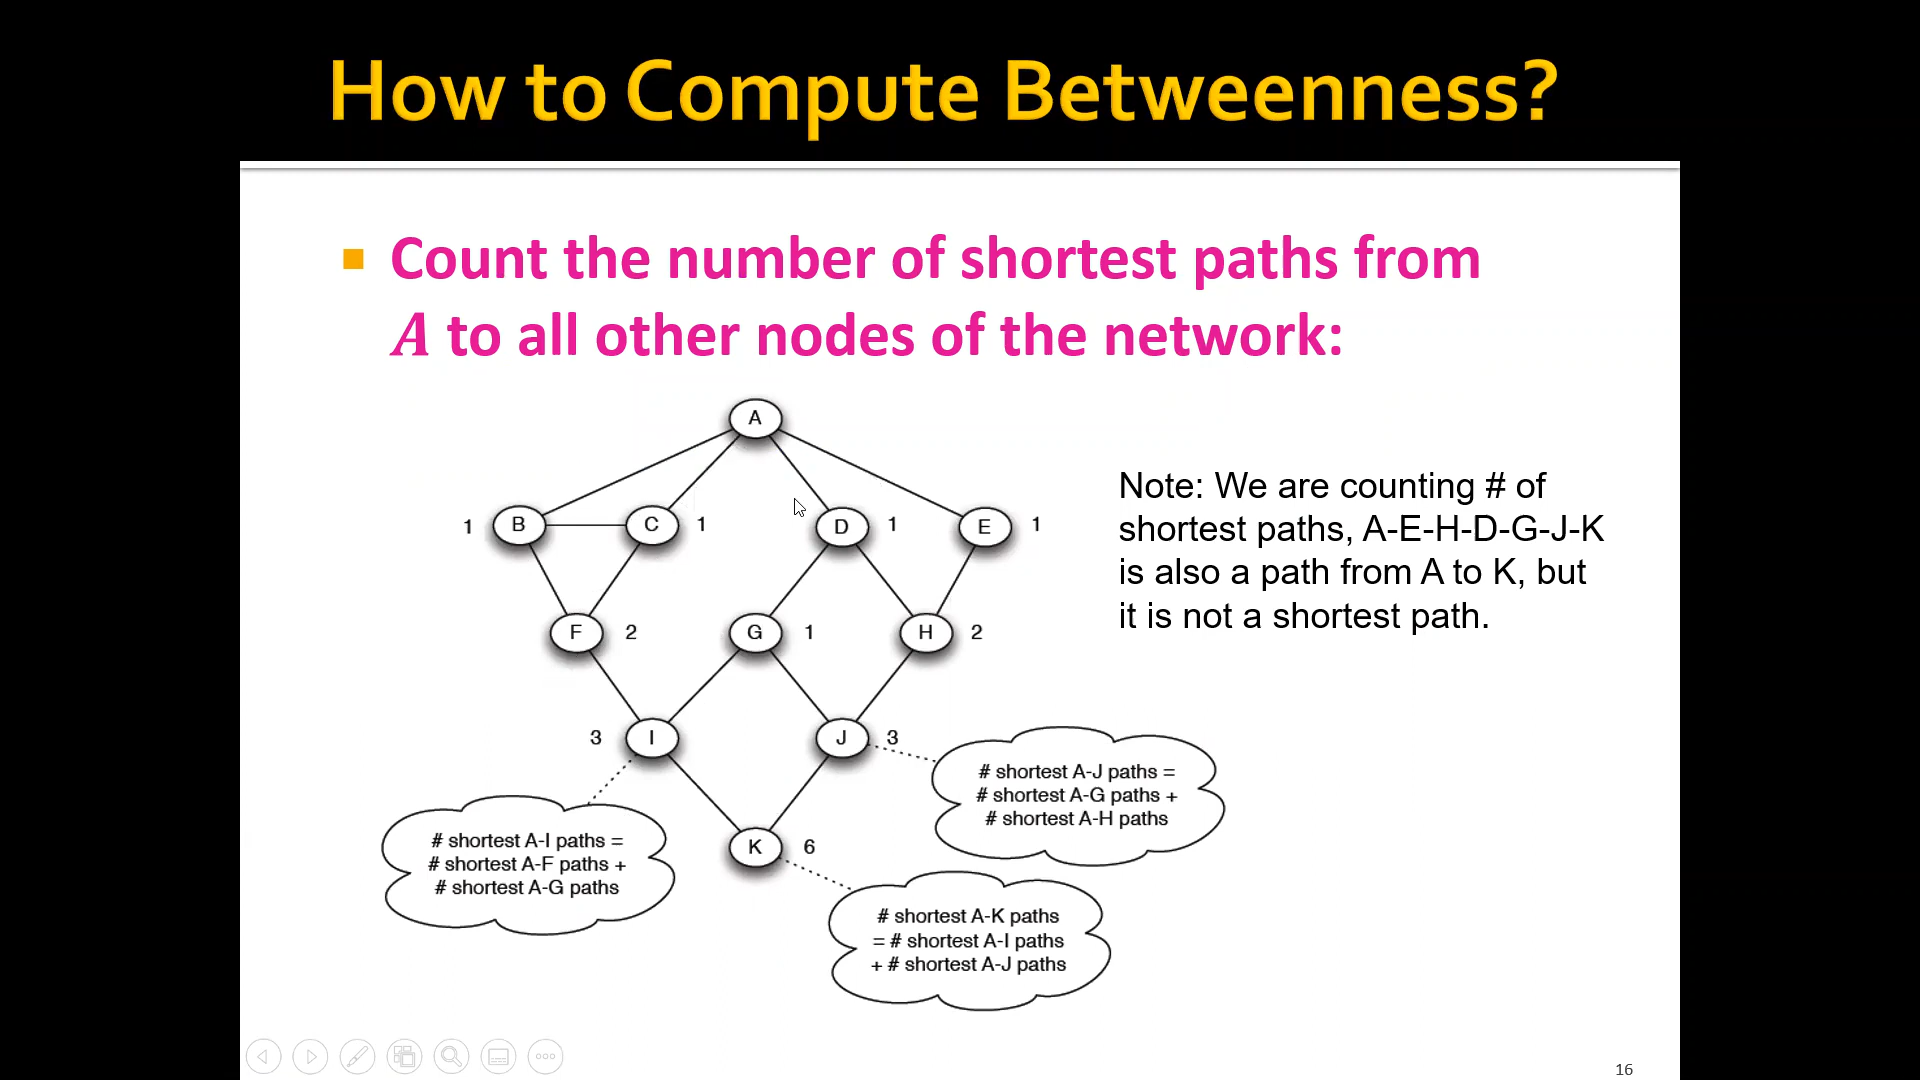 How to Compute Betweenness?
Count the number of shortest paths from
A to all other nodes of the network:
A
1 B C 1 D 1 E 1
F 2 G 1 H 2
3 I J 3
K 6
Note: We are counting # of
shortest paths, A-E-H-D-G-J-K
is also a path from A to K, but
it is not a shortest path.
# shortest A-J paths =
# shortest A-G paths +
# shortest A-H paths
# shortest A-I paths =
# shortest A-F paths +
# shortest A-G paths
# shortest A-K paths
= # shortest A-I paths
+ # shortest A-J paths
16